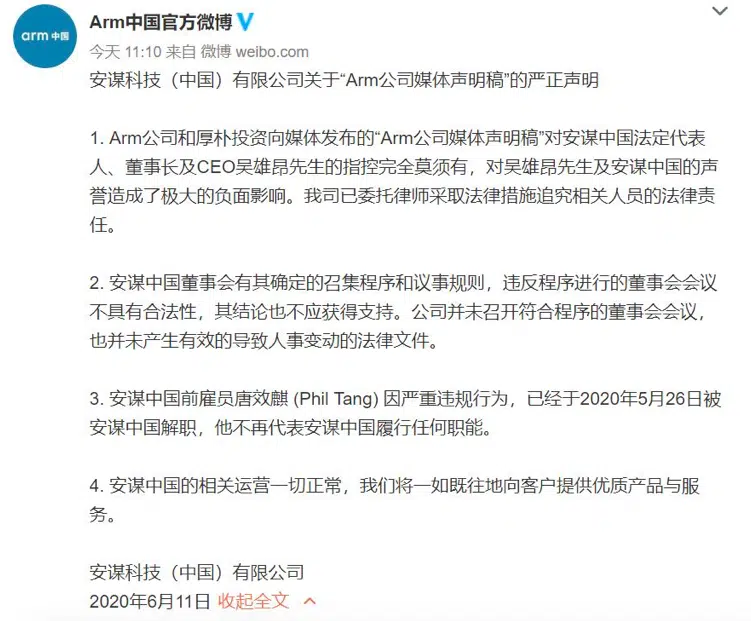 arm 中国
Arm中国官方微博
今天 11:10 来自 微博 weibo.com
安谋科技（中国）有限公司关于“Arm公司媒体声明稿”的严正声明
1. Arm公司和厚朴投资向媒体发布的“Arm公司媒体声明稿”对安谋中国法定代表
人、董事长及CEO吴雄昂先生的指控完全莫须有，对吴雄昂先生及安谋中国的声
誉造成了极大的负面影响。我司已委托律师采取法律措施追究相关人员的法律责
任。
2. 安谋中国董事会有其确定的召集程序和议事规则，违反程序进行的董事会会议
不具有合法性，其结论也不应获得支持。公司并未召开符合程序的董事会会议，
也并未产生有效的导致人事变动的法律文件。
3. 安谋中国前雇员唐效麒 (Phil Tang) 因严重违规行为，已经于2020年5月26日被
安谋中国解职，他不再代表安谋中国履行任何职能。
4. 安谋中国的相关运营一切正常，我们将一如既往地向客户提供优质产品与服
务。
安谋科技（中国）有限公司
2020年6月11日 收起全文